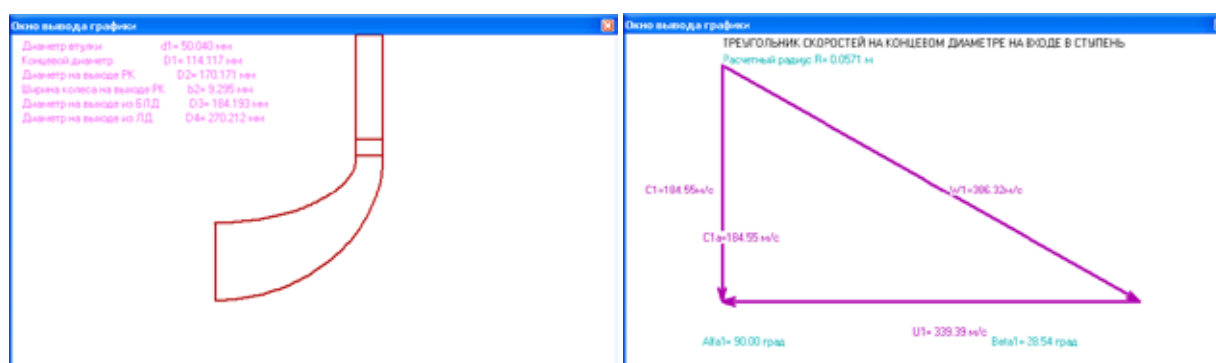 Окно вывода графики
Диаметр втулки d1= 50.040 мм
Концевой диаметр D1= 114.117 мм
Диаметр на выходе РК D2= 170.171 мм
Ширина колеса на выходе РК b2= 9.295 мм
Диаметр на выходе из БЛД D3= 184.193 мм
Диаметр на выходе из ЛД D4= 270.212 мм
Окно вывода графики
ТРЕУГОЛЬНИК СКОРОСТЕЙ НА КОНЦЕВОМ ДИАМЕТРЕ НА ВХОДЕ В СТУПЕНЬ
Расчетный радиус R= 0.0571 м
C1=184.55м/с
W1=386.32м/с
C1a=184.55 м/с
U1= 339.39 м/с
Alfa1= 90.00 град
Beta1= 28.54 град